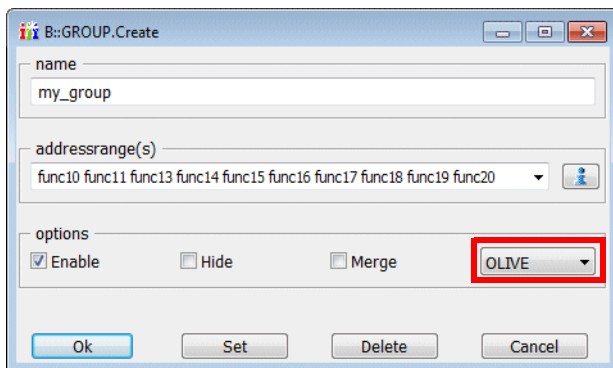 B::GROUP.Create
name
my_group
addressrange(s)
func10 func11 func13 func14 func15 func16 func17 func18 func19 func20
options
Enable Hide Merge OLIVE
Ok Set Delete Cancel